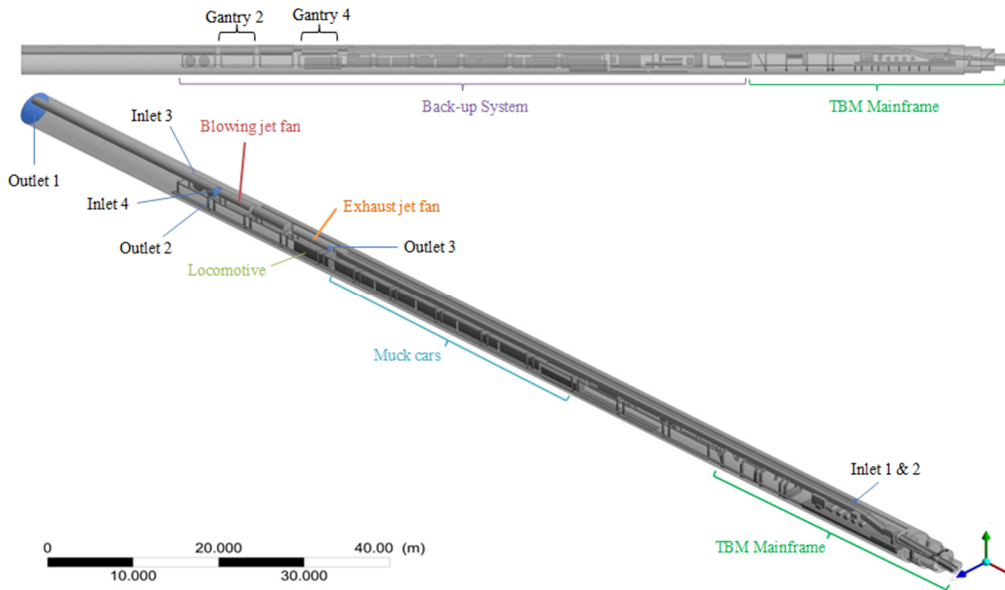 Gantry 2
Gantry 4
Back-up System
TBM Mainframe
Inlet 3
Blowing jet fan
Outlet 1
Inlet 4
Exhaust jet fan
Outlet 2
Outlet 3
Locomotive
Muck cars
Inlet 1 & 2
TBM Mainframe
0 20.000 40.00 (m)
10.000 30.000